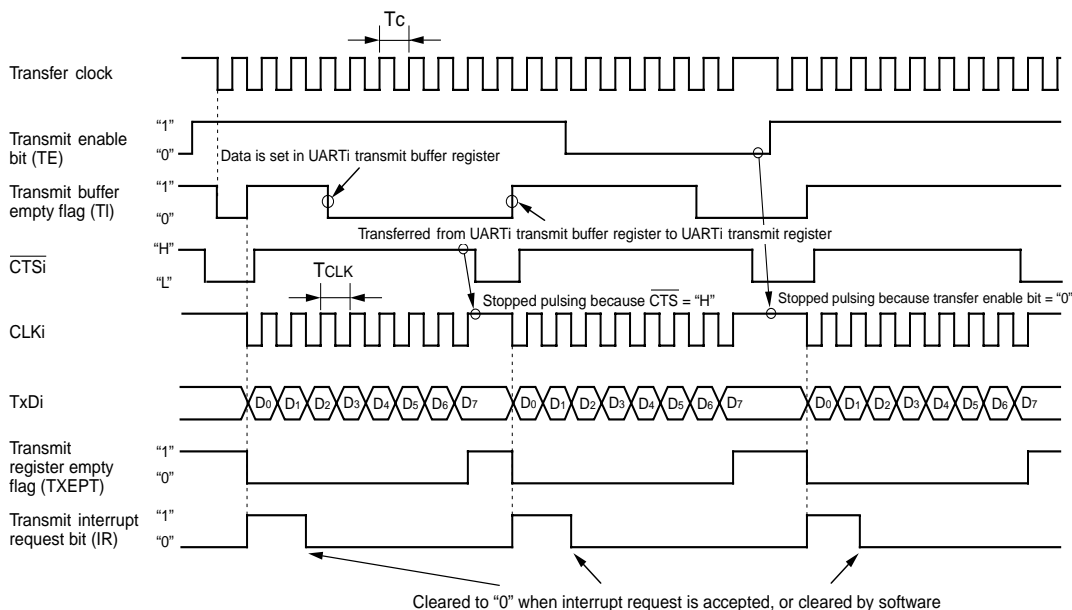 Tc
Transfer clock
Transmit enable
bit (TE)
“1”
“0”
Data is set in UARTi transmit buffer register
Transmit buffer
empty flag (TI)
“1”
“0”
Transferred from UARTi transmit buffer register to UARTi transmit register
CTSi
“H”
“L”
TCLK
Stopped pulsing because CTS = “H”
Stopped pulsing because transfer enable bit = “0”
CLKi
TxDi
D0 D1 D2 D3 D4 D5 D6 D7 D0 D1 D2 D3 D4 D5 D6 D7 D0 D1 D2 D3 D4 D5 D6 D7
Transmit
register empty
flag (TXEPT)
“1”
“0”
Transmit interrupt
request bit (IR)
“1”
“0”
Cleared to “0” when interrupt request is accepted, or cleared by software